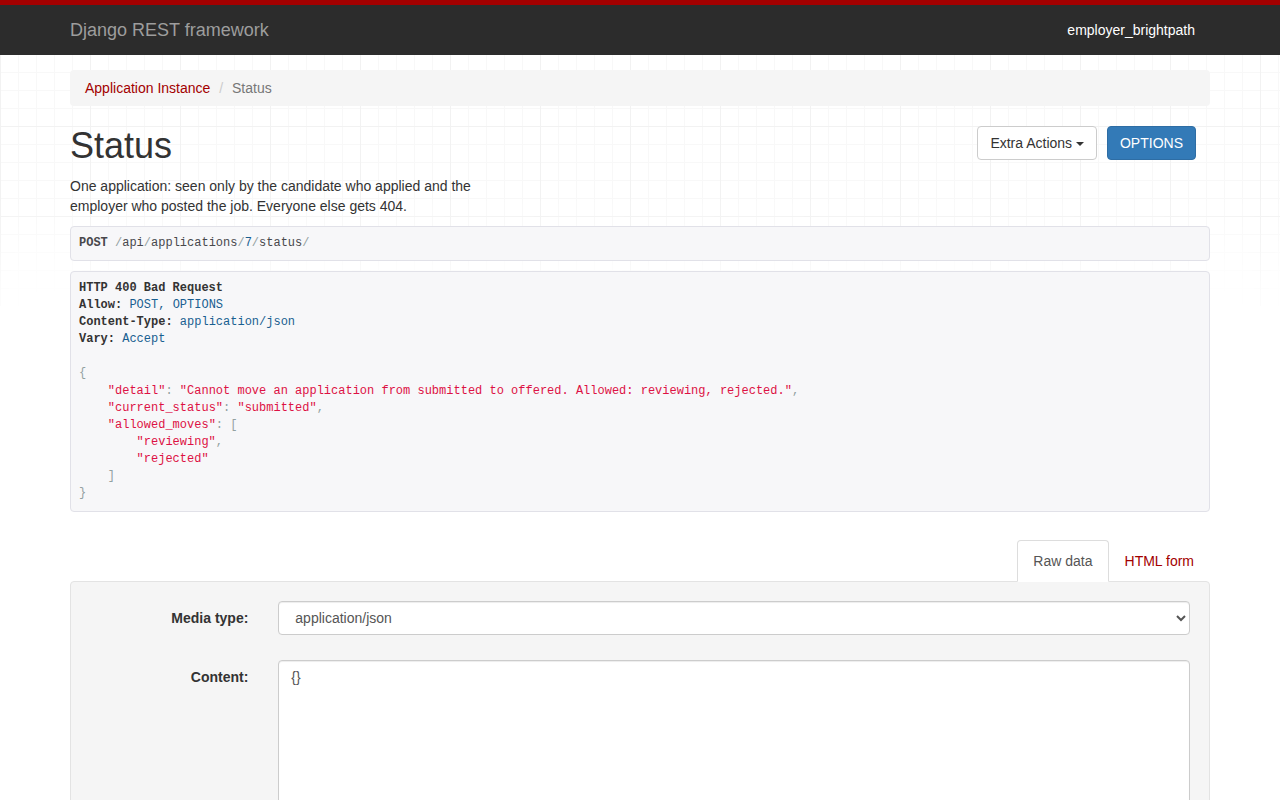 Django REST framework
employer_brightpath
Application Instance / Status
Status
Extra Actions
OPTIONS
One application: seen only by the candidate who applied and the
employer who posted the job. Everyone else gets 404.
POST /api/applications/7/status/
HTTP 400 Bad Request
Allow: POST, OPTIONS
Content-Type: application/json
Vary: Accept
{
    "detail": "Cannot move an application from submitted to offered. Allowed: reviewing, rejected.",
    "current_status": "submitted",
    "allowed_moves": [
        "reviewing",
        "rejected"
    ]
}
Raw data
HTML form
Media type:
application/json
Content:
{}